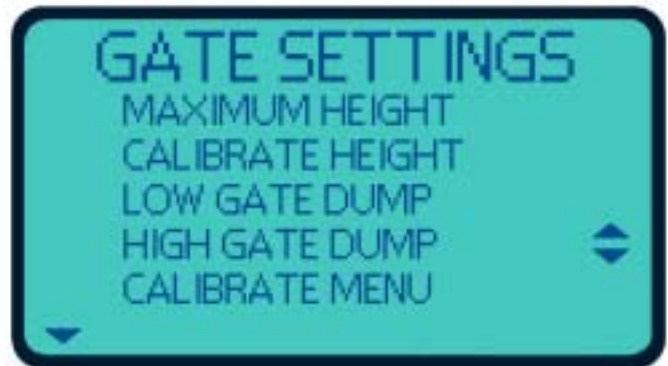 GATE SETTINGS
MAXIMUM HEIGHT
CALIBRATE HEIGHT
LOW GATE DUMP
HIGH GATE DUMP
CALIBRATE MENU